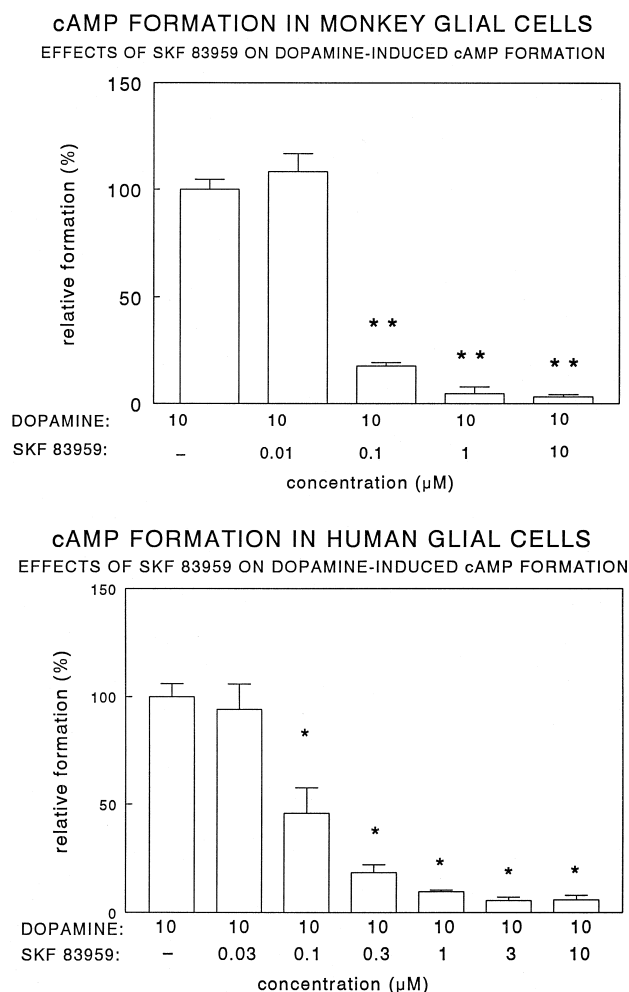 cAMP FORMATION IN MONKEY GLIAL CELLS
EFFECTS OF SKF 83959 ON DOPAMINE-INDUCED cAMP FORMATION
150
100
50
0
relative formation (%)
** ** **
DOPAMINE: 10 10 10 10 10
SKF 83959: – 0.01 0.1 1 10
concentration (µM)
cAMP FORMATION IN HUMAN GLIAL CELLS
EFFECTS OF SKF 83959 ON DOPAMINE-INDUCED cAMP FORMATION
150
100
50
0
relative formation (%)
* * * * *
DOPAMINE: 10 10 10 10 10 10 10
SKF 83959: – 0.03 0.1 0.3 1 3 10
concentration (µM)